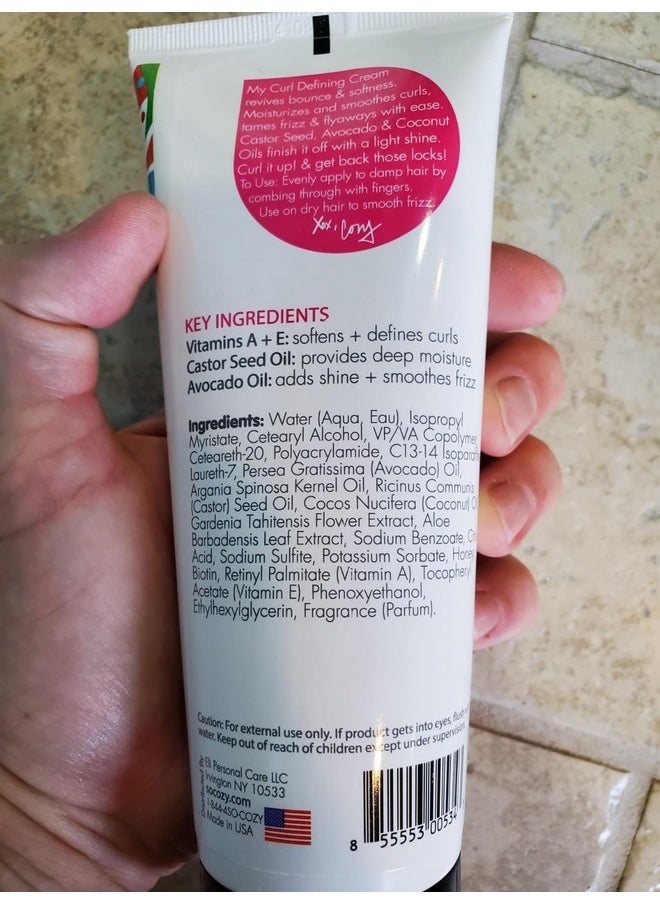 My Curl Defining Cream
revives bounce & softness.
Moisturizes and smoothes curls,
tames frizz & flyaways with ease.
Castor Seed, Avocado & Coconut
Oils finish it off with a light shine.
Curl it up! & get back those locks!
To Use: Evenly apply to damp hair by
combing through with fingers.
Use on dry hair to smooth frizz.
Xox, Cozy
KEY INGREDIENTS
Vitamins A + E: softens + defines curls
Castor Seed Oil: provides deep moisture
Avocado Oil: adds shine + smoothes frizz
Ingredients: Water (Aqua, Eau), Isopropyl
Myristate, Cetearyl Alcohol, VP/VA Copolymer,
Ceteareth-20, Polyacrylamide, C13-14
Laureth-7, Persea Gratissima (Avocado) Oil,
Argania Spinosa Kernel Oil, Ricinus Communis
(Castor) Seed Oil, Cocos Nucifera (Coconut)
Gardenia Tahitensis Flower Extract, Aloe
Barbadensis Leaf Extract, Sodium Benzoate,
Acid, Sodium Sulfite, Potassium Sorbate,
Biotin, Retinyl Palmitate (Vitamin A), Tocopheryl
Acetate (Vitamin E), Phenoxyethanol,
Ethylhexylglycerin, Fragrance (Parfum).
Caution: For external use only. If product gets into eyes, flush
water. Keep out of reach of children except under supervision.
Distributed by
Eli Personal Care LLC
Irvington NY 10533
socozy.com
1-844-4SO-COZY
Made in USA
8 55553 00534